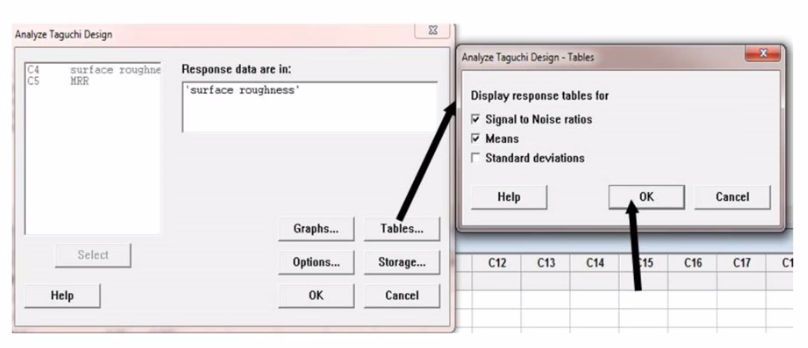 Analyze Taguchi Design
C4 surface roughne
C5 MRR
Response data are in:
'surface roughness'
Graphs...
Tables...
Select
Options...
Storage...
Help
OK
Cancel
Analyze Taguchi Design - Tables
Display response tables for
Signal to Noise ratios
Means
Standard deviations
Help
OK
Cancel
C12 C13 C14 C15 C16 C17 C1